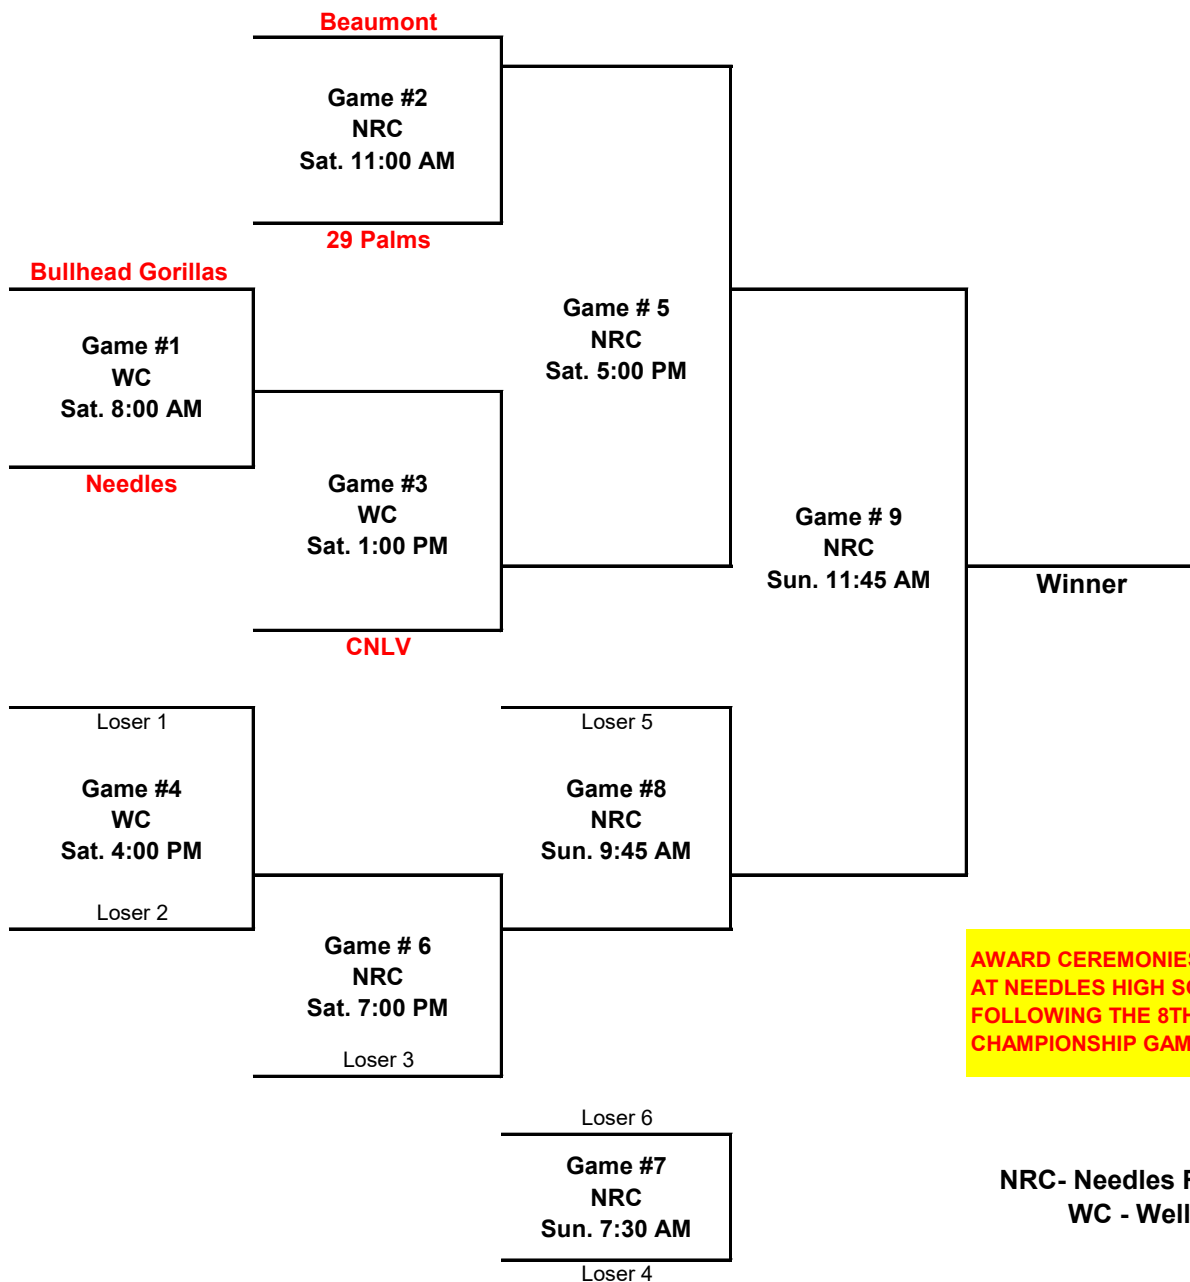 Beaumont
Game #2
NRC
Sat. 11:00 AM
29 Palms
Bullhead Gorillas
Game #1
WC
Sat. 8:00 AM
Needles
Game # 5
NRC
Sat. 5:00 PM
Game #3
WC
Sat. 1:00 PM
CNLV
Game # 9
NRC
Sun. 11:45 AM
Winner
Loser 1
Game #4
WC
Sat. 4:00 PM
Loser 2
Loser 5
Game #8
NRC
Sun. 9:45 AM
Game # 6
NRC
Sat. 7:00 PM
Loser 3
AWARD CEREMONIES
AT NEEDLES HIGH
FOLLOWING THE 8TH
CHAMPIONSHIP
Loser 6
Game #7
NRC
Sun. 7:30 AM
Loser 4
NRC- Needles
WC - Well